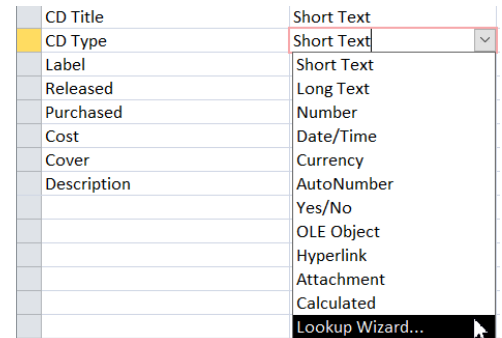 CD Title Short Text
CD Type Short Text
Label Short Text
Released Long Text
Purchased Number
Cost Date/Time
Cover Currency
Description AutoNumber
Yes/No
OLE Object
Hyperlink
Attachment
Calculated
Lookup Wizard...